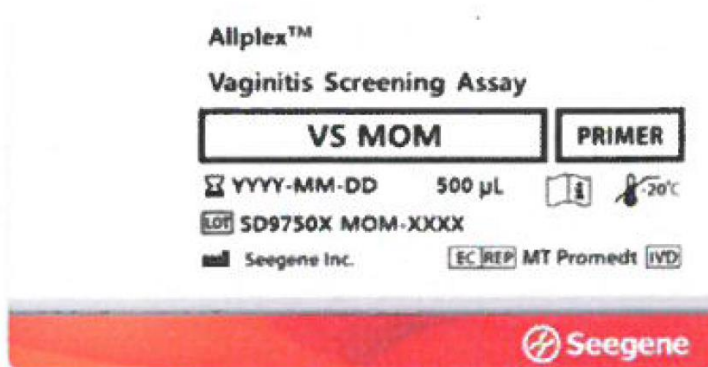 Allplex™
Vaginitis Screening Assay
VS MOM PRIMER
YYYY-MM-DD 500 µL -20°C
LOT SD9750X MOM-XXXX
Seegene Inc. EC REP MT Promedt IVD
Seegene